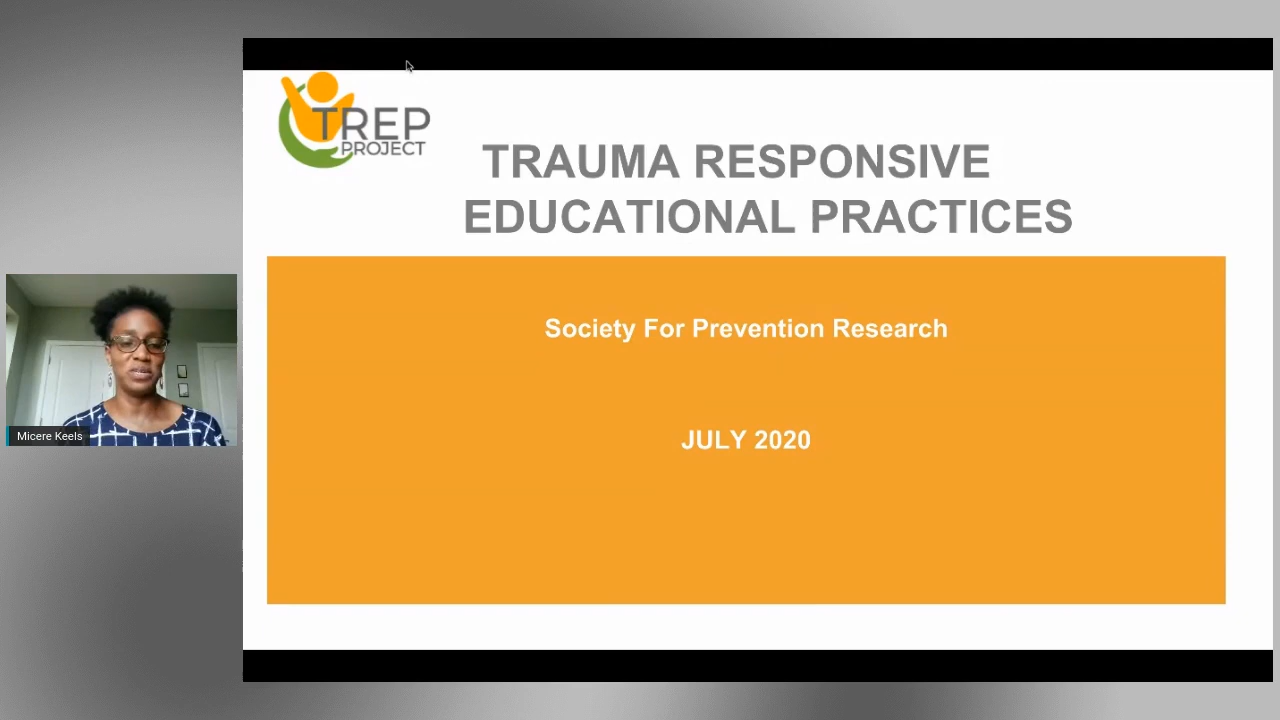 TREP
PROJECT
TRAUMA RESPONSIVE
EDUCATIONAL PRACTICES
Society For Prevention Research
JULY 2020
Micere Keels